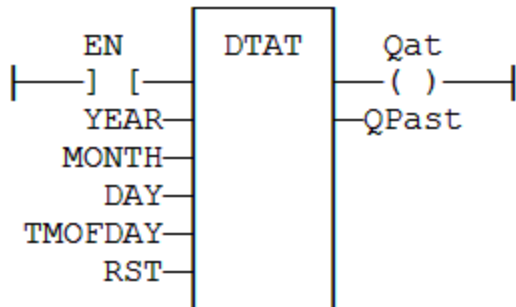 EN DTAT Qat
] [ ( )
YEAR QPast
MONTH
DAY
TMOFDAY
RST